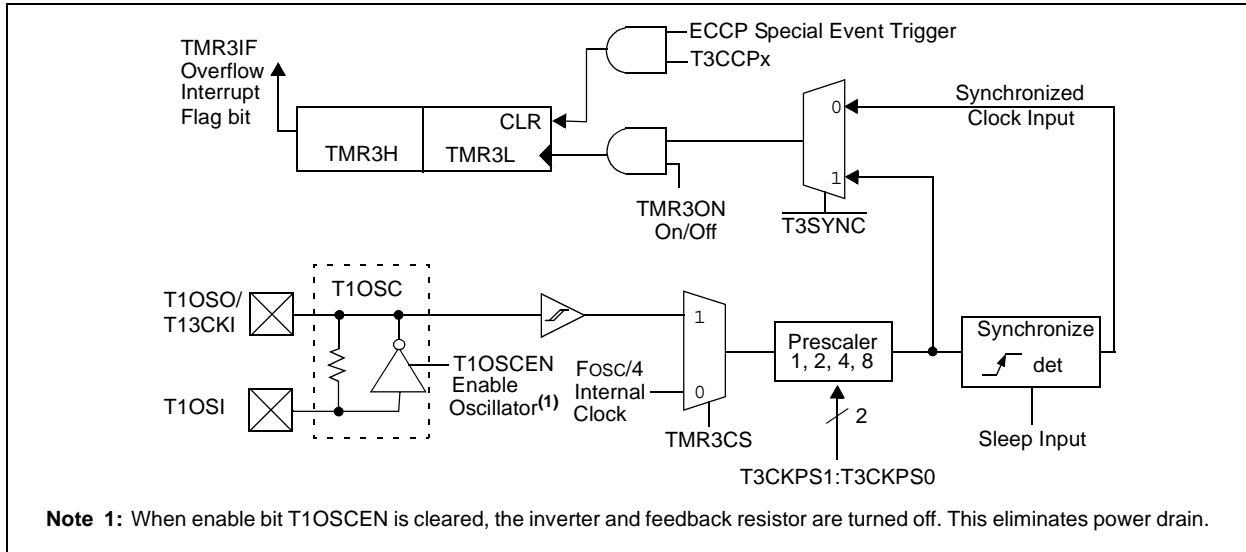 ECCP Special Event Trigger
T3CCPx
TMR3IF
Overflow
Interrupt
Flag bit
CLR
TMR3H
TMR3L
0
1
Synchronized
Clock Input
TMR3ON
On/Off
T3SYNC
T1OSO/
T13CKI
T1OSC
T1OSCEN
Enable
Oscillator(1)
T1OSI
FOSC/4
Internal
Clock
1
0
TMR3CS
Prescaler
1, 2, 4, 8
2
T3CKPS1:T3CKPS0
Synchronize
det
Sleep Input
Note 1: When enable bit T1OSCEN is cleared, the inverter and feedback resistor are turned off. This eliminates power drain.